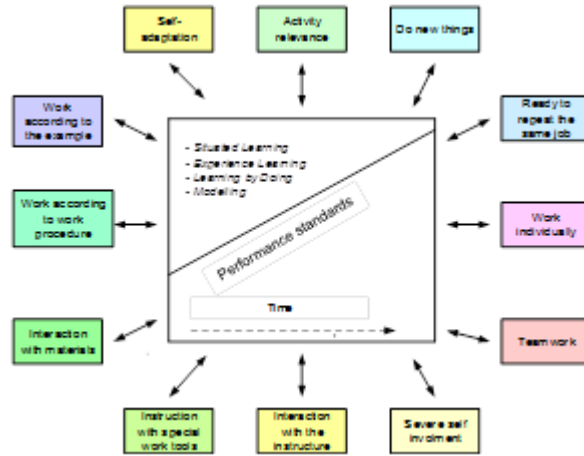 Self-
adaptation
Activity
relevance
Do new things
Work
according to
the example
Ready to
repeat the
same job
- Situated Learning
- Experience Learning
- Learning by Doing
- Modelling
Work according
to work
procedure
Performance standards
Work
individually
Time
Interaction
with materials
Team work
Instruction
with special
work tools
Interaction
with the
instructure
Severe self
involment